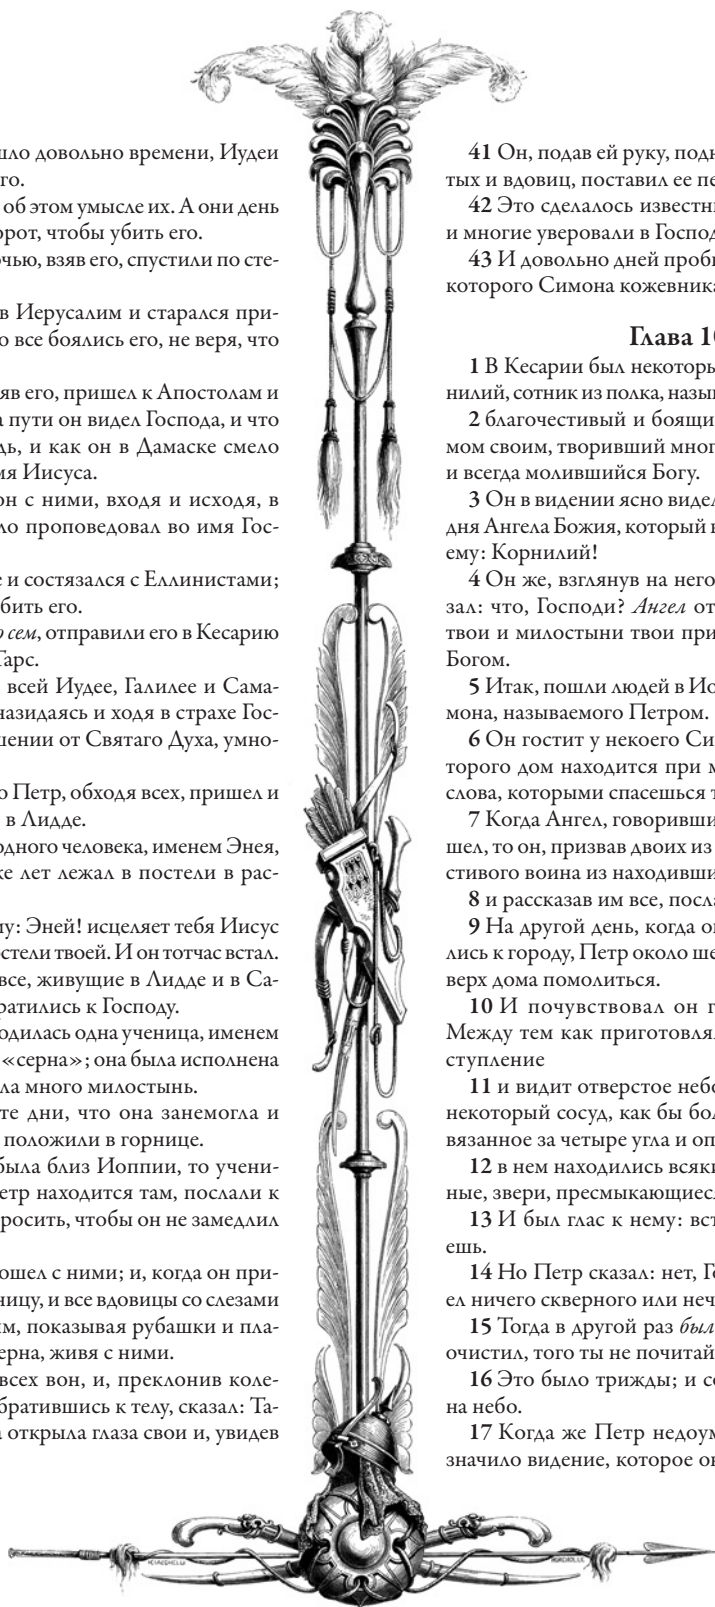 шло довольно времени, Иудеи
го.
об этом умысле их. А они день
орот, чтобы убить его.
очью, взяв его, спустили по сте-
в Иерусалим и старался при-
о все боялись его, не веря, что
яв его, пришел к Апостолам и
а пути он видел Господа, и что
дь, и как он в Дамаске смело
мя Иисуса.
он с ними, входя и исходя, в
ло проповедовал во имя Гос-
е и состязался с Еллинистами;
бить его.
о сем, отправили его в Кесарию
Тарс.
всей Иудее, Галилее и Сама-
назидаясь и ходя в страхе Гос-
шении от Святаго Духа, умно-
о Петр, обходя всех, пришел и
в Лидде.
одного человека, именем Энея,
же лет лежал в постели в рас-
му: Эней! исцеляет тебя Иисус
остели твоей. И он тотчас встал.
все, живущие в Лидде и в Са-
ратились к Господу.
одилась одна ученица, именем
«серна»; она была исполнена
ла много милостынь.
те дни, что она занемогла и
положили в горнице.
была близ Иоппии, то учени-
етр находится там, послали к
росить, чтобы он не замедлил
ошел с ними; и, когда он при-
ницу, и все вдовицы со слезами
им, показывая рубашки и пла-
ерна, живя с ними.
всех вон, и, преклонив коле-
братившись к телу, сказал: Та-
а открыла глаза свои и, увидев
41 Он, подав ей руку, подн
тых и вдовиц, поставил ее пе
42 Это сделалось известн
и многие уверовали в Господ
43 И довольно дней проб
которого Симона кожевника
Глава 10
1 В Кесарии был некоторы
нилий, сотник из полка, назы
2 благочестивый и боящи
мом своим, творивший мног
и всегда молившийся Богу.
3 Он в видении ясно видел
дня Ангела Божия, который в
ему: Корнилий!
4 Он же, взглянув на него
зал: что, Господи? Ангел от
твои и милостыни твои при
Богом.
5 Итак, пошли людей в Ио
мона, называемого Петром.
6 Он гостит у некоего Си
торого дом находится при м
слова, которыми спасешься т
7 Когда Ангел, говоривши
шел, то он, призвав двоих из
стивого воина из находивши
8 и рассказав им все, посла
9 На другой день, когда он
лись к городу, Петр около ше
верх дома помолиться.
10 И почувствовал он г
Между тем как приготовля
ступление
11 и видит отверстое небо
некоторый сосуд, как бы бол
вязанное за четыре угла и оп
12 в нем находились всяки
ные, звери, пресмыкающиес
13 И был глас к нему: вст
ешь.
14 Но Петр сказал: нет, Го
ел ничего скверного или неч
15 Тогда в другой раз был
очистил, того ты не почитай
16 Это было трижды; и со
на небо.
17 Когда же Петр недоум
значило видение, которое он